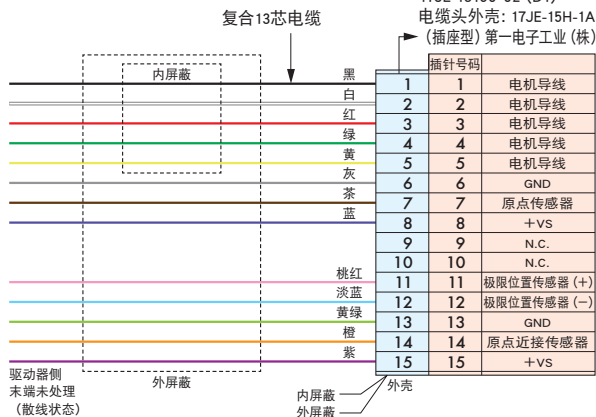 复合13芯电缆
电缆头外壳：17JE-15H-1A
（插座型）第一电子工业（株）
插针号码
内屏蔽
黑 1 1 电机导线
白 2 2 电机导线
红 3 3 电机导线
绿 4 4 电机导线
黄 5 5 电机导线
灰 6 6 GND
茶 7 7 原点传感器
蓝 8 8 +VS
9 9 N.C.
10 10 N.C.
桃红 11 11 极限位置传感器（+）
淡蓝 12 12 极限位置传感器（−）
黄绿 13 13 GND
橙 14 14 原点近接传感器
紫 15 15 +VS
驱动器侧
末端未处理
（散线状态）
外屏蔽
外壳
内屏蔽
外屏蔽